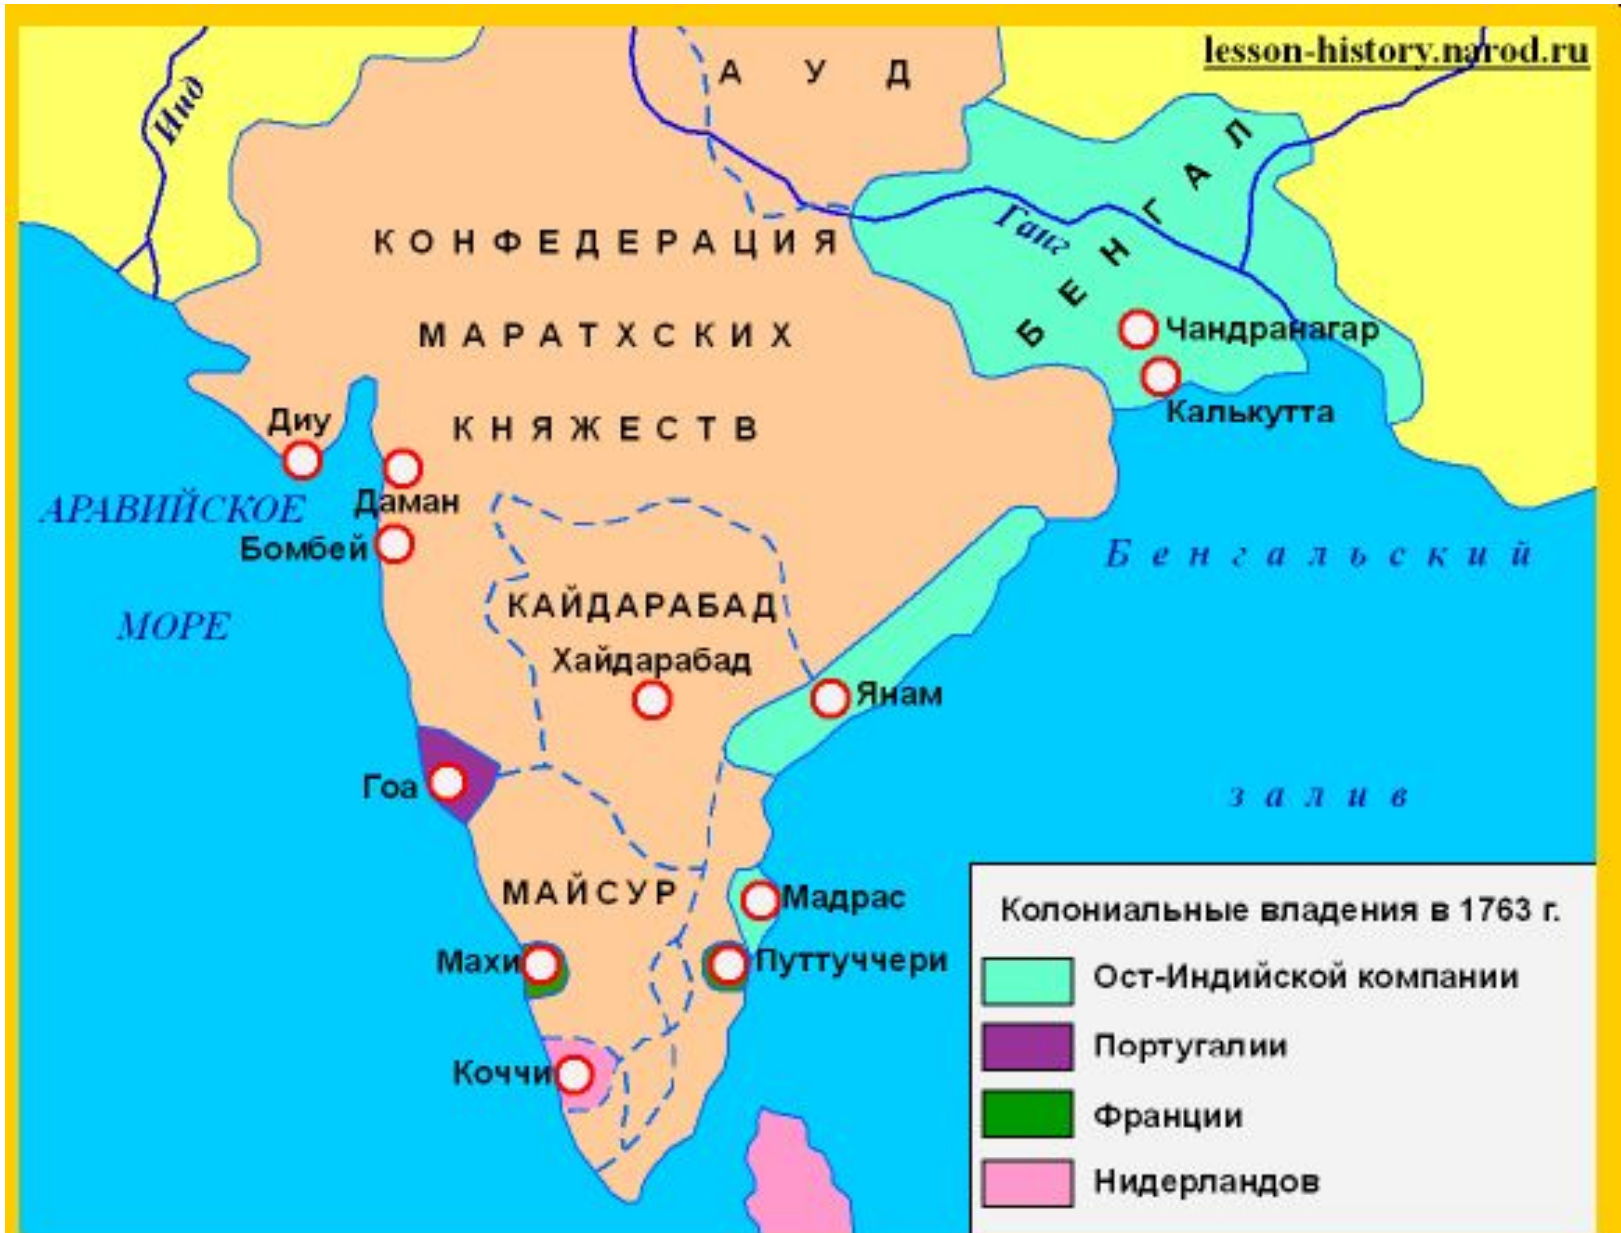 lesson-history.narod.ru
Инд
АУД
КОНФЕДЕРАЦИЯ
МАРАТХСКИХ
КНЯЖЕСТВ
БЕНГАЛ
Ганг
Чандранагар
Калькутта
Диу
Даман
Бомбей
АРАВИЙСКОЕ
МОРЕ
Бенгальский
залив
КАЙДАРАБАД
Хайдарабад
Янам
Гоа
МАЙСУР
Мадрас
Махи
Путтуччери
Коччи
Колониальные владения в 1763 г.
Ост-Индийской компании
Португалии
Франции
Нидерландов